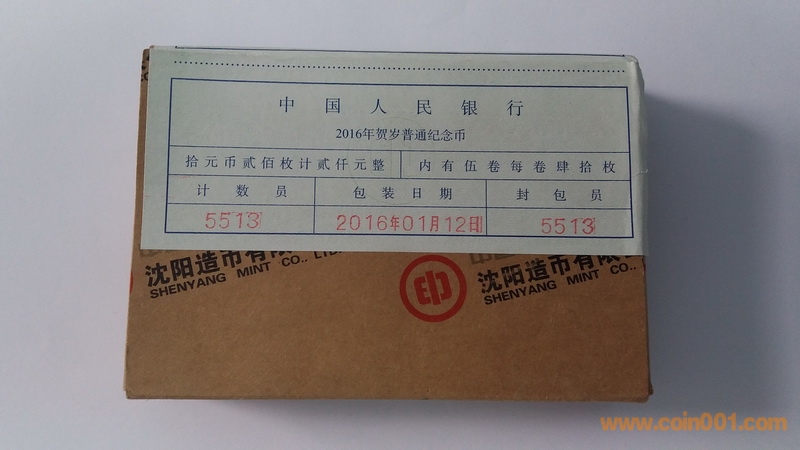 中国人民银行
2016年贺岁普通纪念币
拾元币贰佰枚计贰仟元整 内有伍卷每卷肆拾枚
计数员 包装日期 封包员
5513 2016年01月12日 5513
沈阳造币有限
SHENYANG MINT CO., LT
沈阳造币有限
SHENYANG MINT CO.,
www.coin001.com